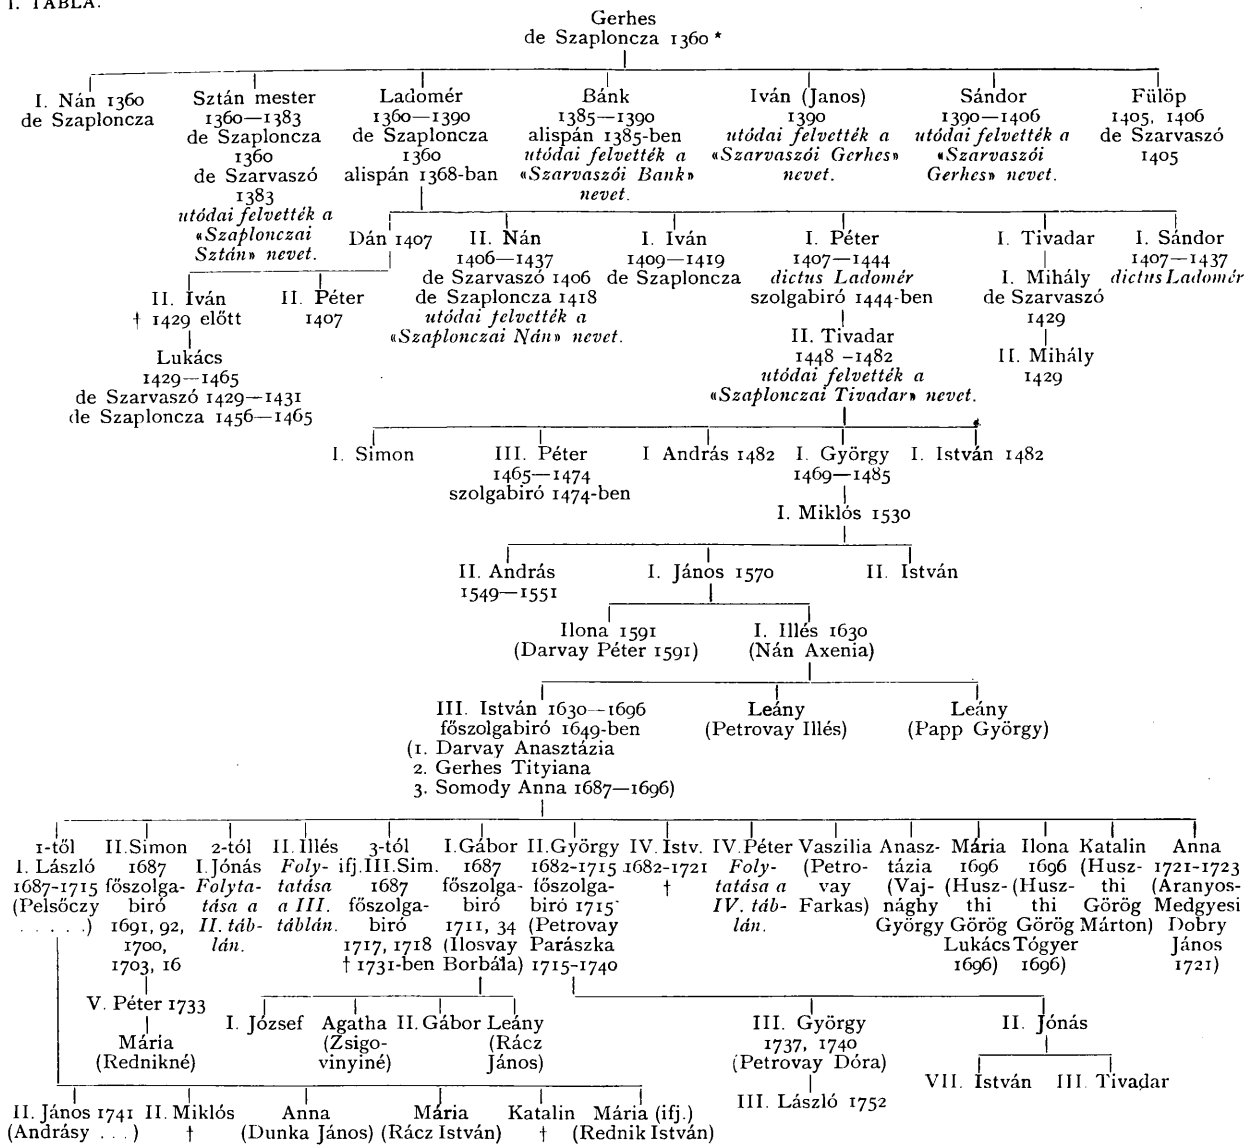 I. TÁBLA.
Gerhes
de Szaploncza 1360 *
I. Nán 1360
de Szaploncza
Sztán mester
1360—1383
de Szaploncza
1360
de Szarvaszó
1383
utódai felvették a
«Szaplonczai
Sztán» nevet.
Ladomér
1360—1390
de Szaploncza
1360
alispán 1368-ban
Bánk
1385—1390
alispán 1385-ben
utódai felvették a
«Szarvaszói Bank»
nevet.
Iván (Janos)
1390
utódai felvették a
«Szarvaszói Gerhes»
nevet.
Sándor
1390—1406
utódai felvették a
«Szarvaszói
Gerhes» nevet.
Fülöp
1405, 1406
de Szarvaszó
1405
Dán 1407
II. Nán
1406—1437
de Szarvaszó 1406
de Szaploncza 1418
utódai felvették a
«Szaplonczai Nán» nevet.
I. Iván
1409—1419
de Szaploncza
I. Péter
1407—1444
dictus Ladomér
szolgabiró 1444-ben
I. Tivadar
I. Sándor
1407—1437
dictus Ladomér
II. Iván
† 1429 előtt
II. Péter
1407
I. Mihály
de Szarvaszó
1429
Lukács
1429—1465
de Szarvaszó 1429—1431
de Szaploncza 1456—1465
II. Tivadar
1448 –1482
utódai felvették a
«Szaplonczai Tivadar» nevet.
II. Mihály
1429
I. Simon
III. Péter
1465—1474
szolgabiró 1474-ben
I András 1482
I. György
1469—1485
I. István 1482
I. Miklós 1530
II. András
1549—1551
I. János 1570
II. István
Ilona 1591
(Darvay Péter 1591)
I. Illés 1630
(Nán Axenia)
III. István 1630—1696
főszolgabiró 1649-ben
(1. Darvay Anasztázia
2. Gerhes Tityiana
3. Somody Anna 1687—1696)
Leány
(Petrovay Illés)
Leány
(Papp György)
1-től
I. László
1687-1715
(Pelsőczy
. . . . .)
II. Simon
1687
főszolga-
biró
1691, 92,
1700,
1703, 16
2-tól
I. Jónás
Folyta-
tása a
II. táb-
lán.
II. Illés
Foly-
tatása
a III.
táblán.
3-tól
ifj. III. Sim.
1687
főszolga-
biró
1717, 1718
† 1731-ben
I. Gábor
1687
főszolga-
biró
1711, 34
(Ilosvay
Borbála)
II. György
1682-1715
főszolga-
biró 1715
(Petrovay
Parászka
1715-1740
IV. Istv.
1682-1721
†
IV. Péter
Foly-
tatása a
IV. táb-
lán.
Vaszilia
(Petro-
vay
Farkas)
Anasz-
tázia
(Vaj-
nághy
György
Mária
1696
(Husz-
thi
Görög
Lukács
1696)
Ilona
1696
(Husz-
thi
Görög
Tógyer
1696)
Katalin
(Husz-
thi
Görög
Márton)
Anna
1721-1723
(Aranyos-
Medgyesi
Dobry
János
1721)
V. Péter 1733
Mária
(Rednikné)
I. József
Agatha
(Zsigo-
vinyiné)
II. Gábor
Leány
(Rácz
János)
III. György
1737, 1740
(Petrovay Dóra)
II. Jónás
III. László 1752
VII. István
III. Tivadar
II. János 1741
(Andrásy . . .)
II. Miklós
†
Anna
(Dunka János)
Mária
(Rácz István)
Katalin
†
Mária (ifj.)
(Rednik István)